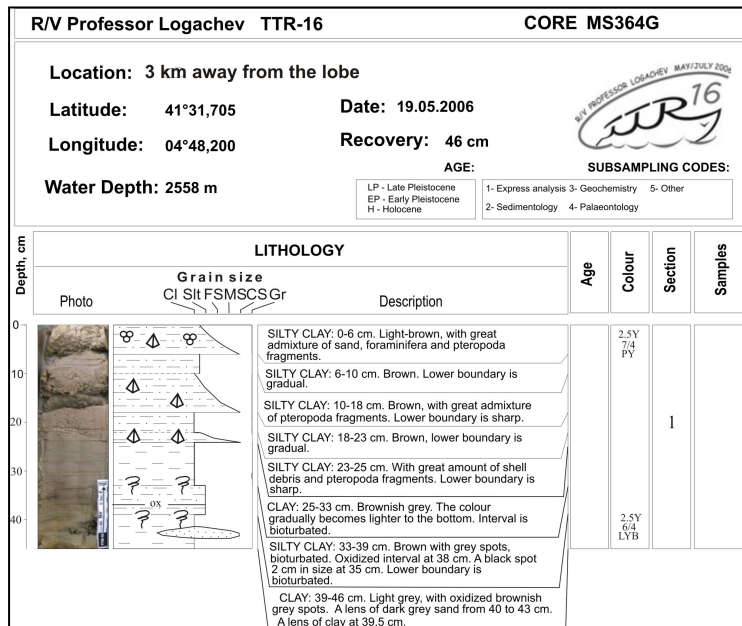 R/V Professor Logachev TTR-16
CORE MS364G
Location: 3 km away from the lobe
Latitude: 41°31,705
Date: 19.05.2006
Longitude: 04°48,200
Recovery: 46 cm
Water Depth: 2558 m
R/V PROFESSOR LOGACHEV MAY/JULY 2006
TTR 16
AGE:
LP - Late Pleistocene
EP - Early Pleistocene
H - Holocene
SUBSAMPLING CODES:
1- Express analysis 3- Geochemistry 5- Other
2- Sedimentology 4- Palaeontology
Depth, cm
LITHOLOGY
Grain size
Photo
Cl Slt FS MS CS Gr
Description
Age
Colour
Section
Samples
0
10
20
30
40
ox
SILTY CLAY: 0-6 cm. Light-brown, with great
admixture of sand, foraminifera and pteropoda
fragments.
SILTY CLAY: 6-10 cm. Brown. Lower boundary is
gradual.
SILTY CLAY: 10-18 cm. Brown, with great admixture
of pteropoda fragments. Lower boundary is sharp.
SILTY CLAY: 18-23 cm. Brown, lower boundary is
gradual.
SILTY CLAY: 23-25 cm. With great amount of shell
debris and pteropoda fragments. Lower boundary is
sharp.
CLAY: 25-33 cm. Brownish grey. The colour
gradually becomes lighter to the bottom. Interval is
bioturbated.
SILTY CLAY: 33-39 cm. Brown with grey spots,
bioturbated. Oxidized interval at 38 cm. A black spot
2 cm in size at 35 cm. Lower boundary is
bioturbated.
CLAY: 39-46 cm. Light grey, with oxidized brownish
grey spots. A lens of dark grey sand from 40 to 43 cm.
A lens of clay at 39.5 cm.
2.5Y
7/4
PY
2.5Y
6/4
LYB
1